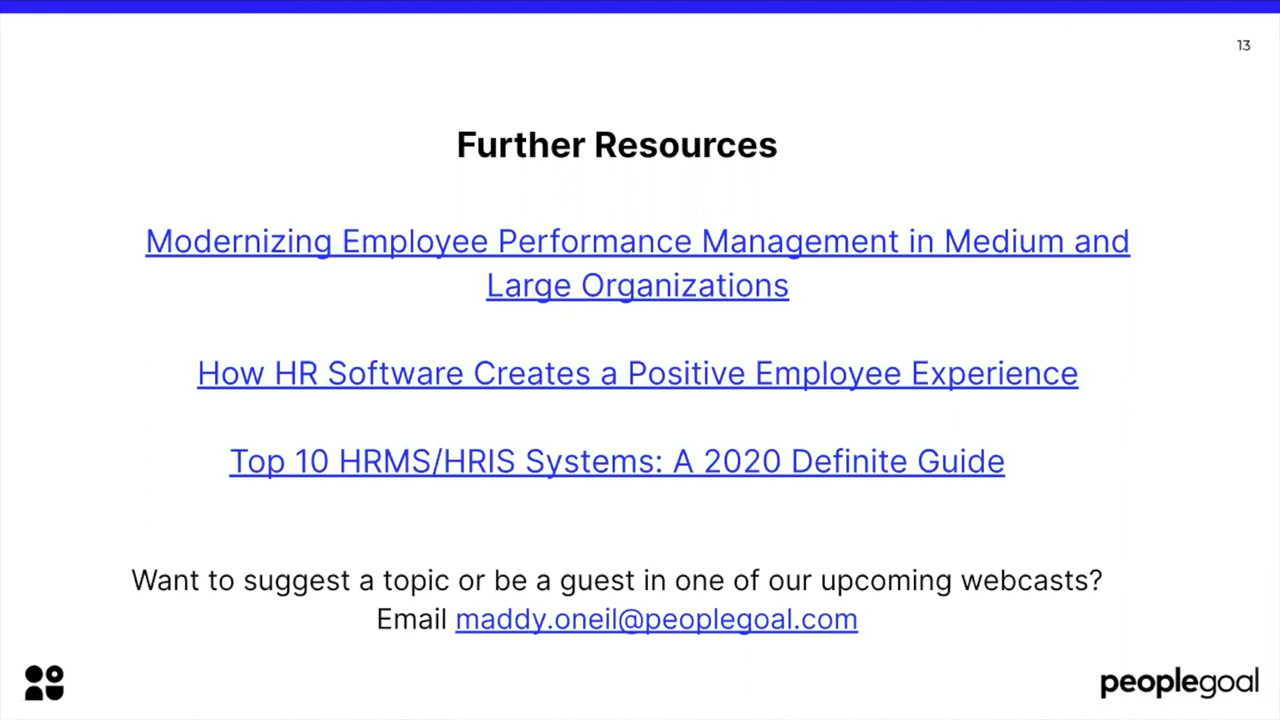 13
Further Resources
Modernizing Employee Performance Management in Medium and
Large Organizations
How HR Software Creates a Positive Employee Experience
Top 10 HRMS/HRIS Systems: A 2020 Definite Guide
Want to suggest a topic or be a guest in one of our upcoming webcasts?
Email maddy.oneil@peoplegoal.com
peoplegoal